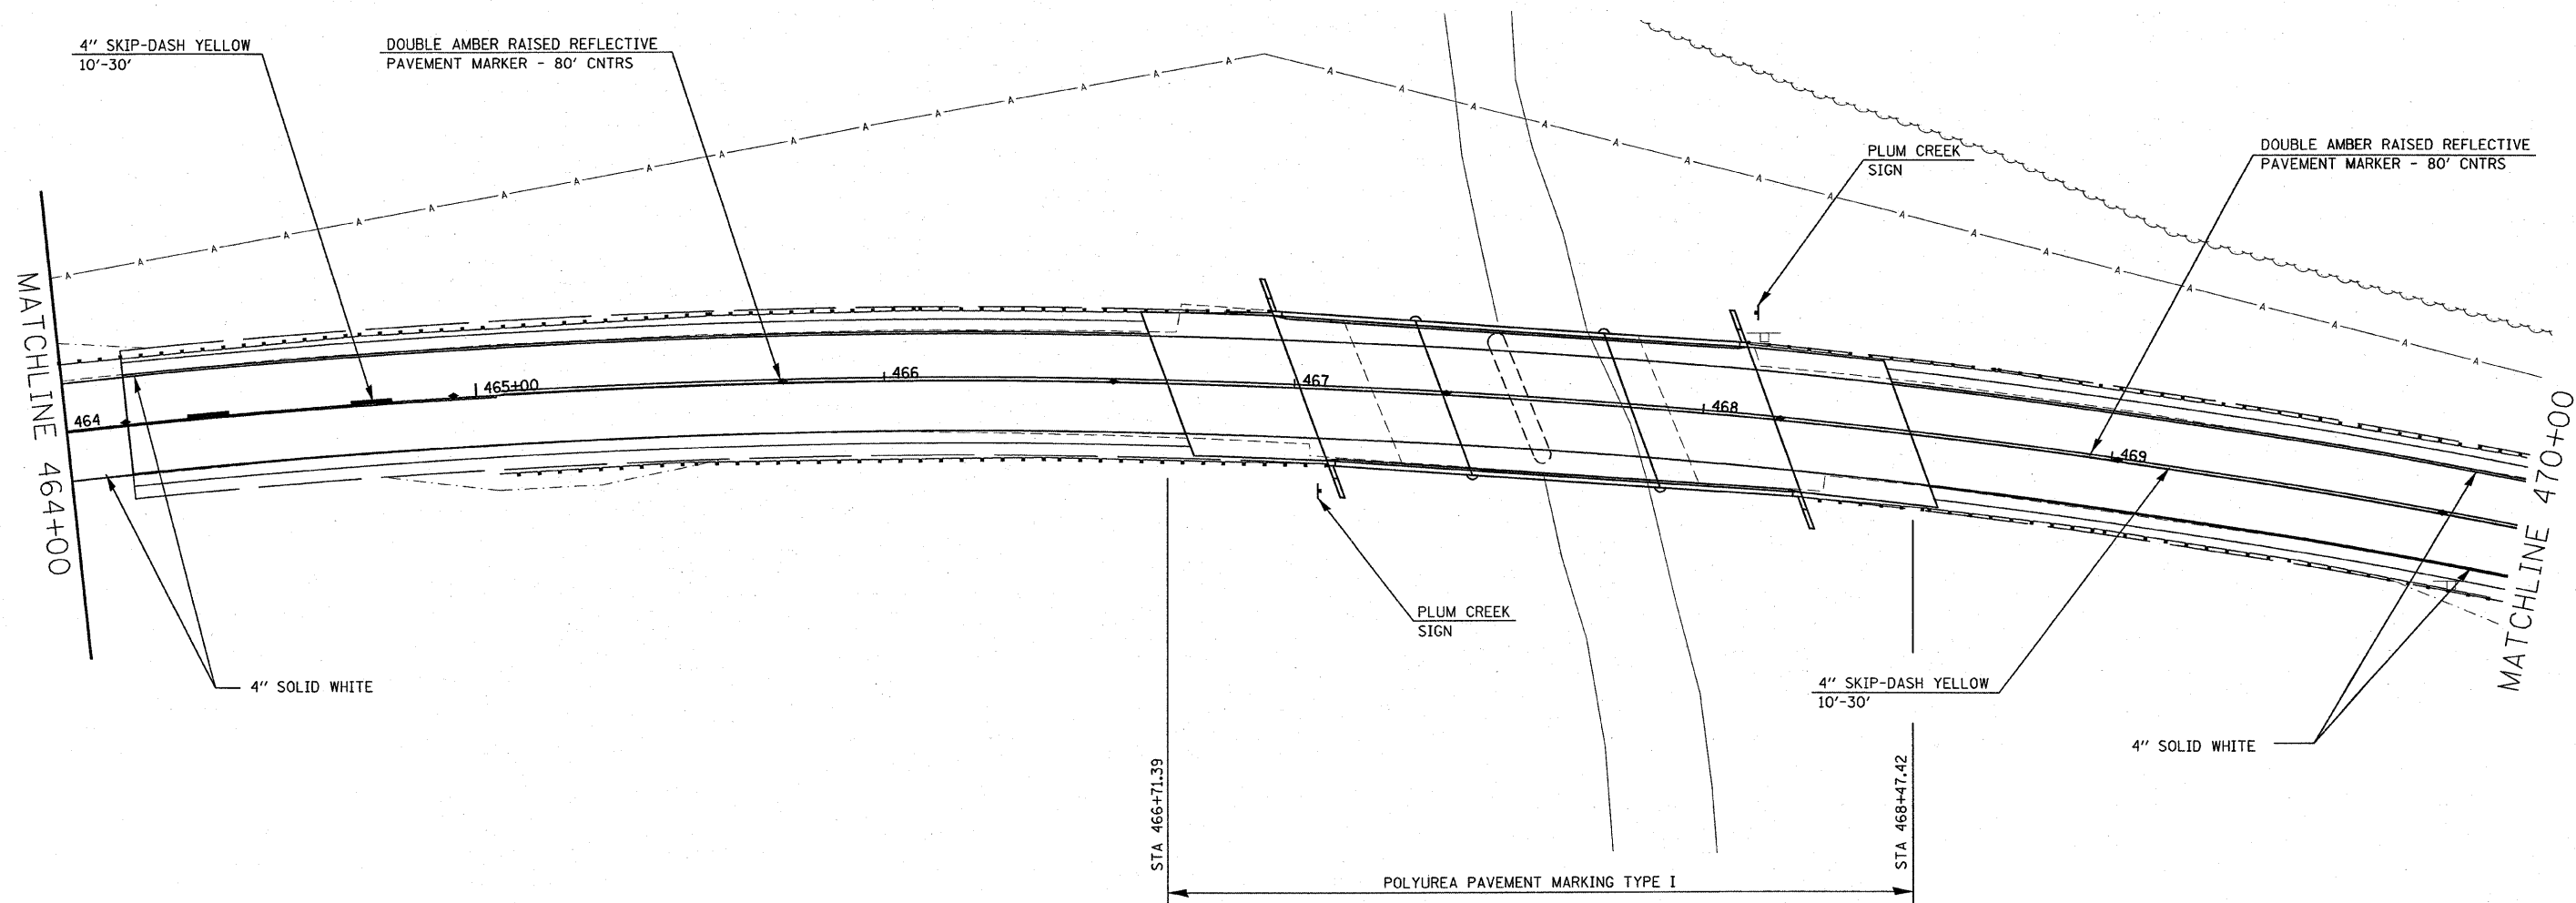 4" SKIP-DASH YELLOW
10'-30'
DOUBLE AMBER RAISED REFLECTIVE
PAVEMENT MARKER - 80' CNTRS
PLUM CREEK
SIGN
DOUBLE AMBER RAISED REFLECTIVE
PAVEMENT MARKER - 80' CNTRS
A A A A A A A A A A A A A A A
A A A A A A A A A A A A A A A A
MATCHLINE 464+00
464
465+00
466
467
468
469
MATCHLINE 470+00
4" SOLID WHITE
PLUM CREEK
SIGN
4" SKIP-DASH YELLOW
10'-30'
4" SOLID WHITE
STA 466+71.39
STA 468+47.42
POLYUREA PAVEMENT MARKING TYPE I